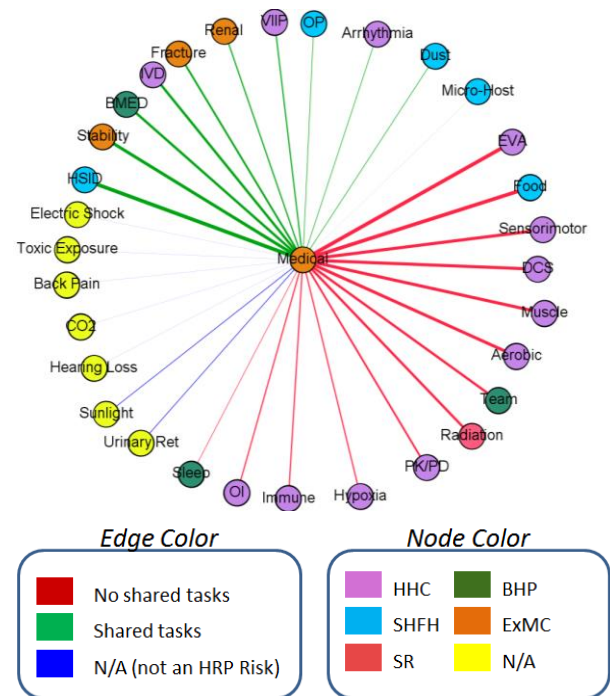 VIIP
OP
Renal
Arrhythmia
Fracture
Dust
IVD
Micro-Host
BMED
Stability
EVA
HSID
Food
Electric Shock
Sensorimotor
Toxic Exposure
Medical
DCS
Back Pain
Muscle
CO2
Aerobic
Hearing Loss
Team
Sunlight
Radiation
Urinary Ret
PK/PD
Sleep
OI
Immune
Hypoxia
Edge Color
No shared tasks
Shared tasks
N/A (not an HRP Risk)
Node Color
HHC
BHP
SHFH
ExMC
SR
N/A